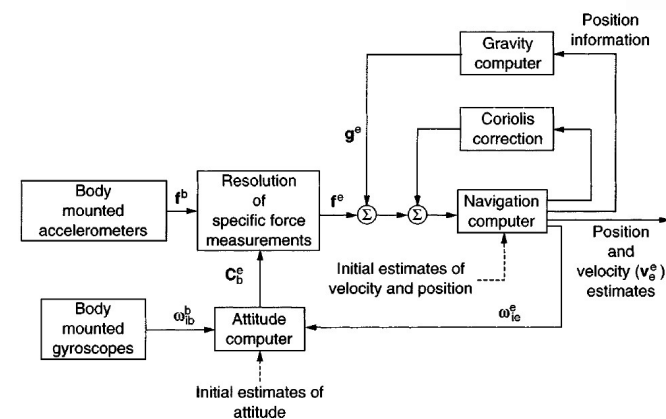 Position
information
Gravity
computer
g^e
Coriolis
correction
Body
mounted
accelerometers
f^b
Resolution
of
specific force
measurements
f^e
Σ
Σ
Navigation
computer
Position
and
velocity (v_e^e)
estimates
Initial estimates of
velocity and position
C_b^e
Body
mounted
gyroscopes
ω_ib^b
Attitude
computer
ω_ie^e
Initial estimates of
attitude